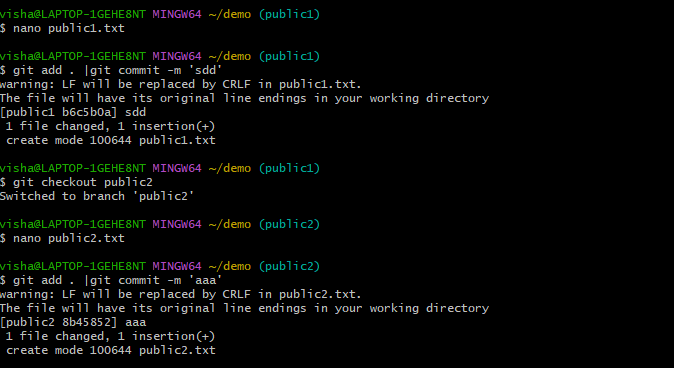 visha@LAPTOP-1GEHE8NT MINGW64 ~/demo (public1)
$ nano public1.txt
visha@LAPTOP-1GEHE8NT MINGW64 ~/demo (public1)
$ git add . |git commit -m 'sdd'
warning: LF will be replaced by CRLF in public1.txt.
The file will have its original line endings in your working directory
[public1 b6c5b0a] sdd
 1 file changed, 1 insertion(+)
 create mode 100644 public1.txt
visha@LAPTOP-1GEHE8NT MINGW64 ~/demo (public1)
$ git checkout public2
Switched to branch 'public2'
visha@LAPTOP-1GEHE8NT MINGW64 ~/demo (public2)
$ nano public2.txt
visha@LAPTOP-1GEHE8NT MINGW64 ~/demo (public2)
$ git add . |git commit -m 'aaa'
warning: LF will be replaced by CRLF in public2.txt.
The file will have its original line endings in your working directory
[public2 8b45852] aaa
 1 file changed, 1 insertion(+)
 create mode 100644 public2.txt